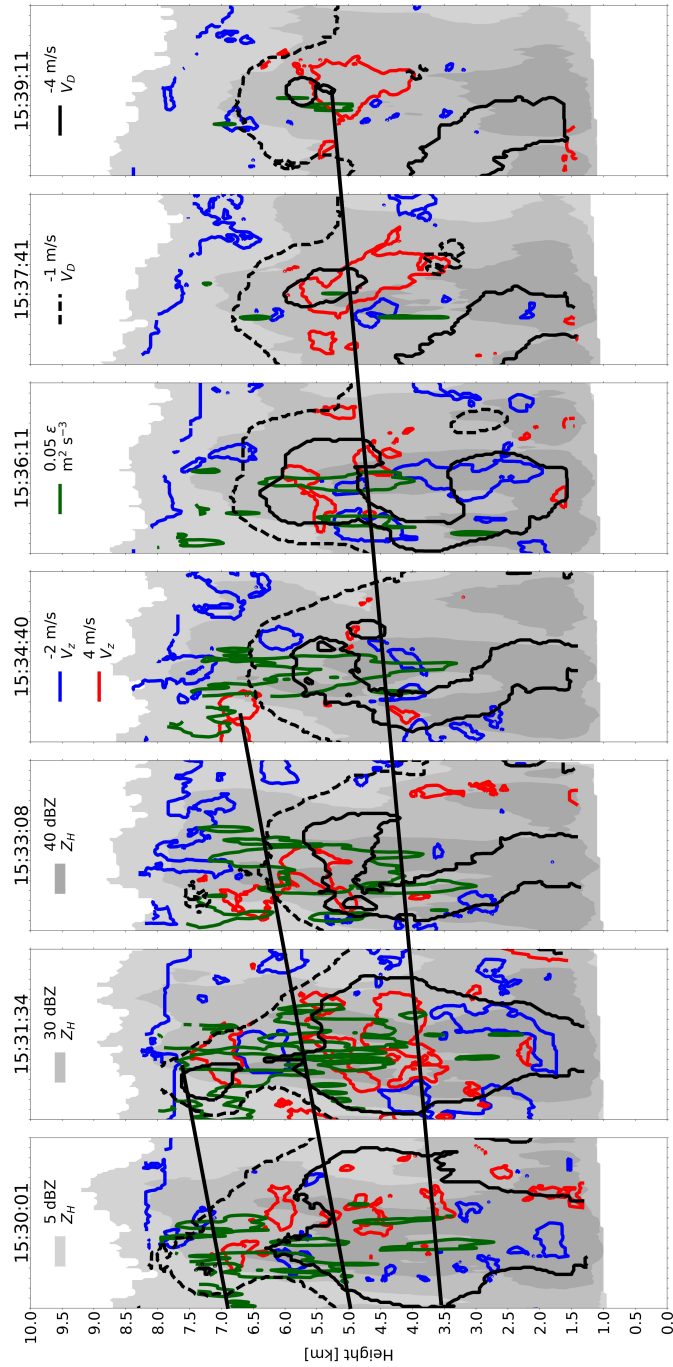 15:30:01
15:31:34
15:33:08
15:34:40
15:36:11
15:37:41
15:39:11
5 dBZ
Z_H
30 dBZ
Z_H
40 dBZ
Z_H
-2 m/s
V_z
4 m/s
V_z
0.05 ε
m² s⁻³
-1 m/s
V_D
-4 m/s
V_D
Height [km]
10.0
9.5
9.0
8.5
8.0
7.5
7.0
6.5
6.0
5.5
5.0
4.5
4.0
3.5
3.0
2.5
2.0
1.5
1.0
0.5
0.0